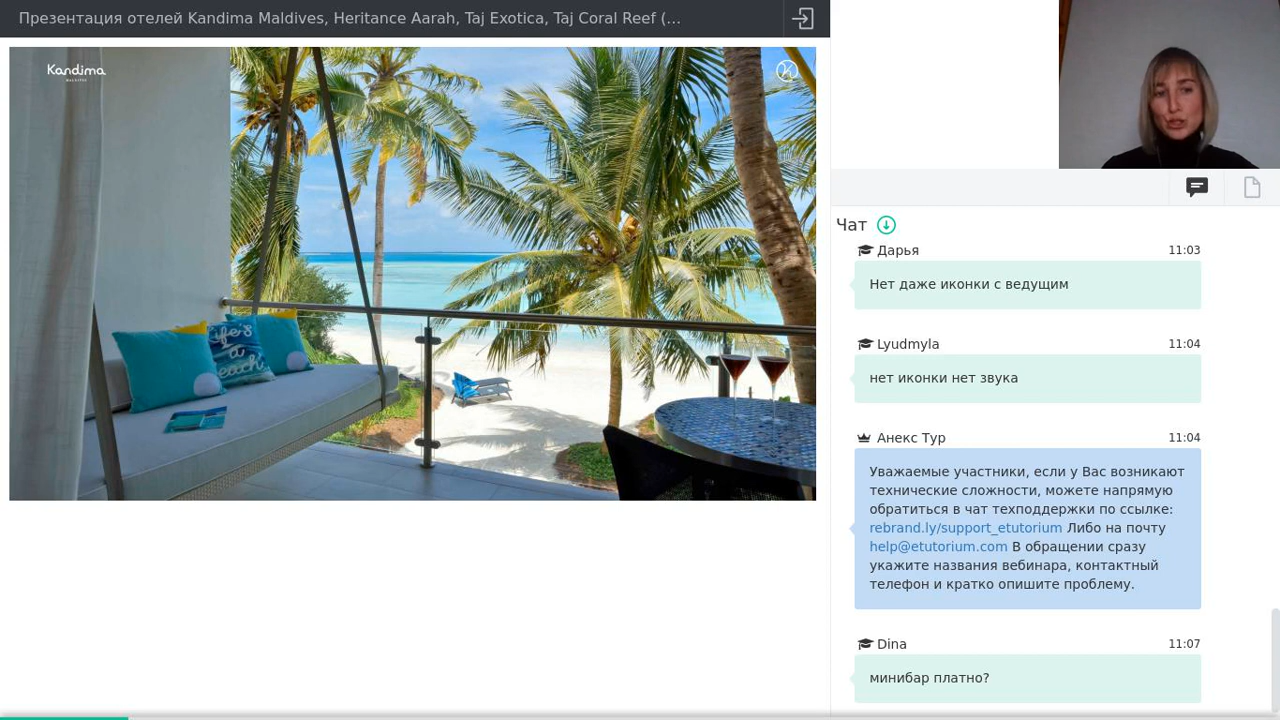 Презентация отелей Kandima Maldives, Heritance Aarah, Taj Exotica, Taj Coral Reef (...
Kandima
MALDIVES
life's
a
beach
Чат
Дарья 11:03
Нет даже иконки с ведущим
Lyudmyla 11:04
нет иконки нет звука
Анекс Тур 11:04
Уважаемые участники, если у Вас возникают
технические сложности, можете напрямую
обратиться в чат техподдержки по ссылке:
rebrand.ly/support_etutorium Либо на почту
help@etutorium.com В обращении сразу
укажите названия вебинара, контактный
телефон и кратко опишите проблему.
Dina 11:07
минибар платно?